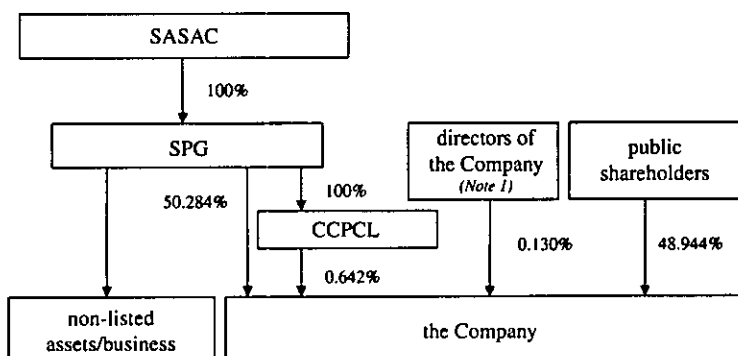 SASAC
100%
SPG
directors of
the Company
(Note 1)
public
shareholders
50.284%
100%
CCPCL
0.130%
48.944%
0.642%
non-listed
assets/business
the Company